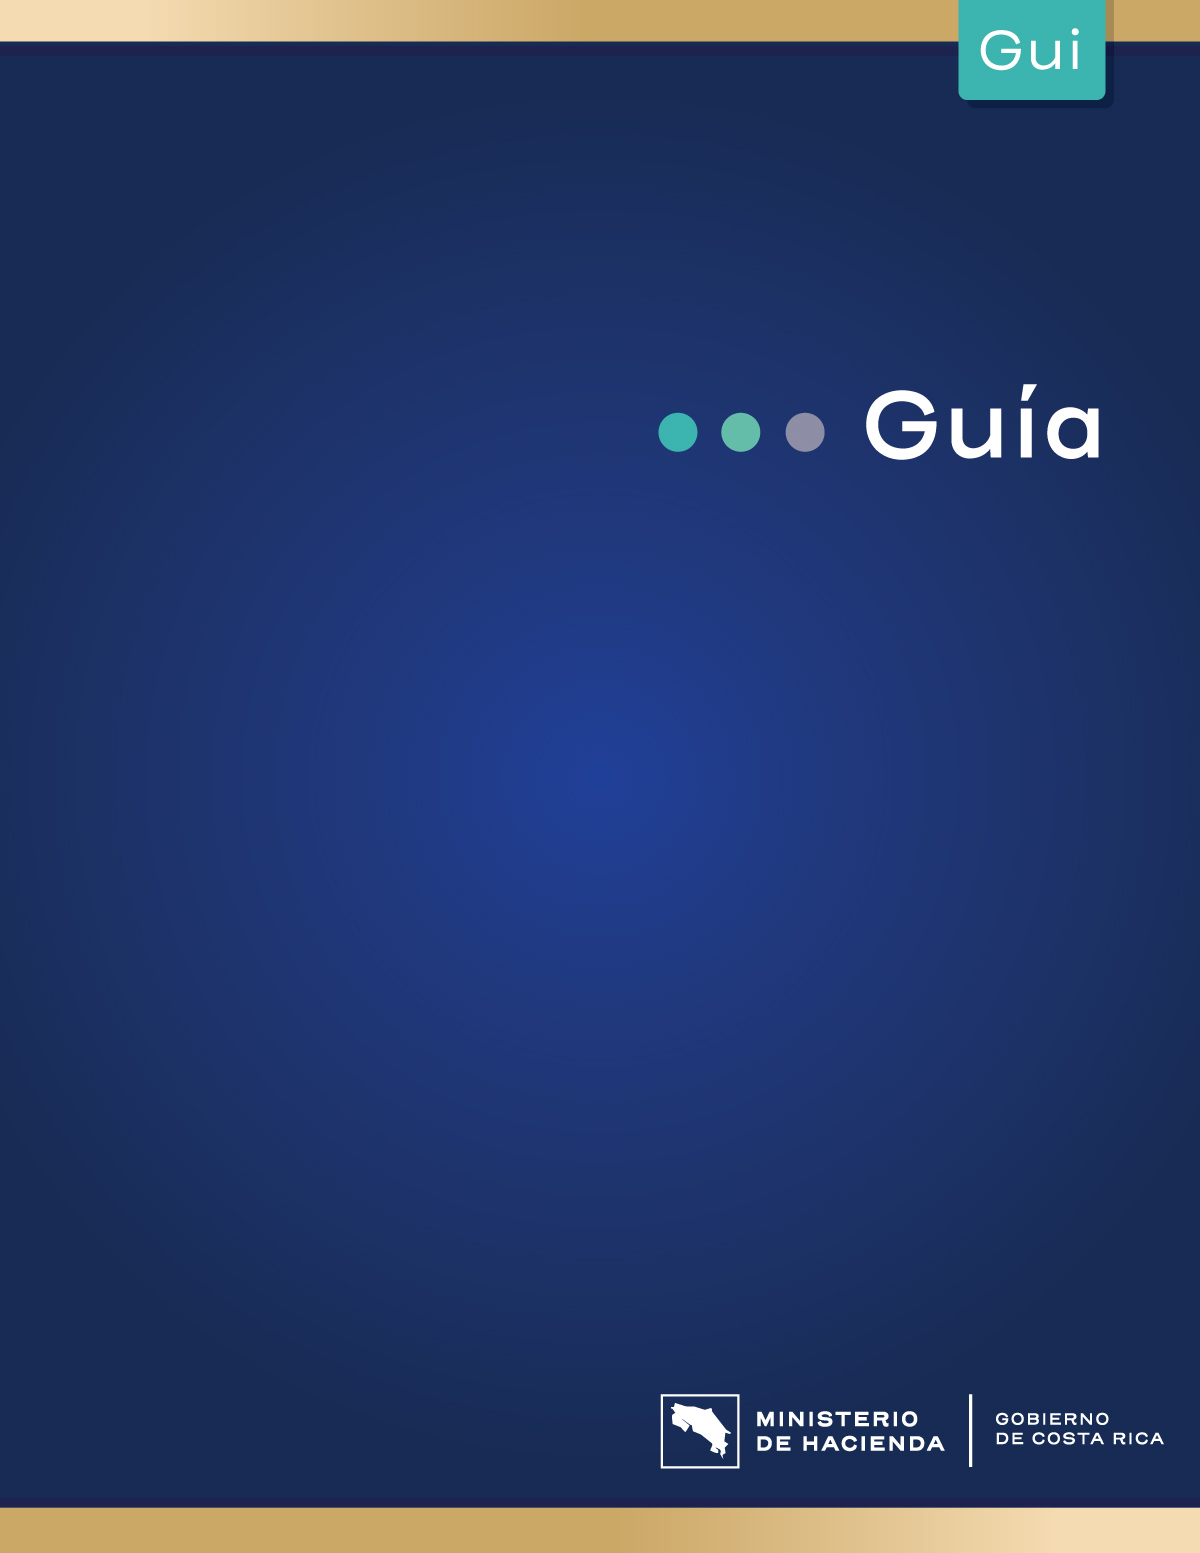 Gui
Guía
MINISTERIO
DE HACIENDA
GOBIERNO
DE COSTA RICA